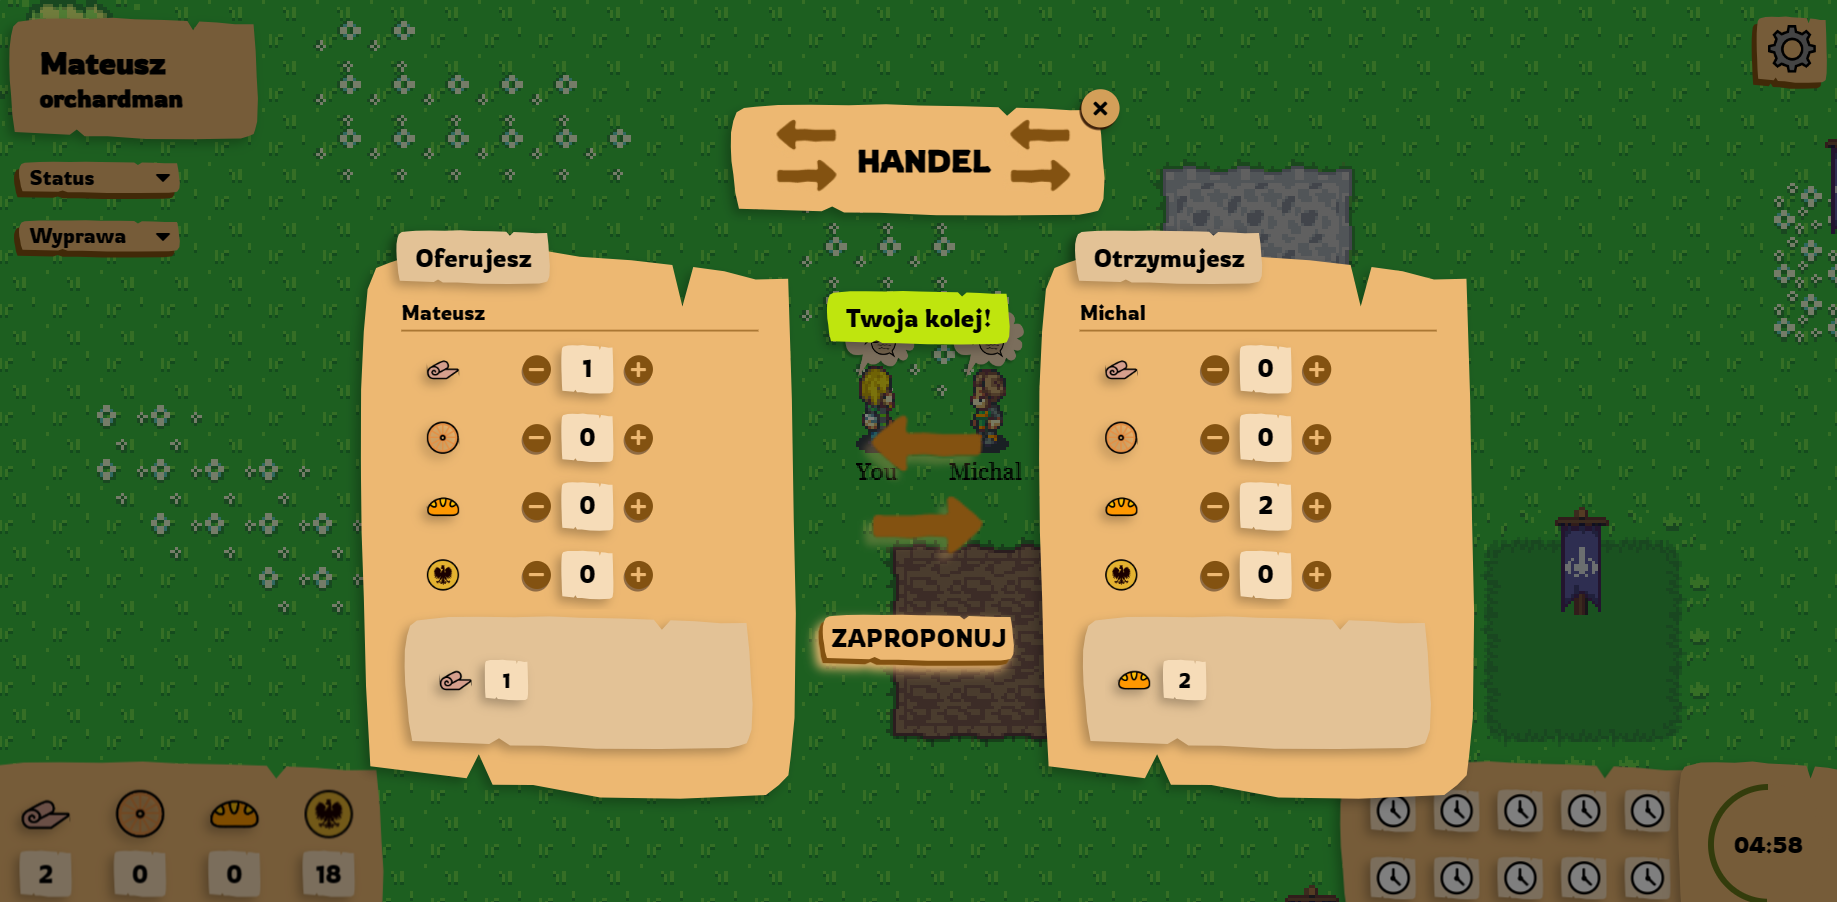 Mateusz
orchardman
Status
Wyprawa
HANDEL
Oferujesz
Mateusz
1
0
0
0
1
Twoja kolej!
You
Michal
ZAPROPONUJ
Otrzymujesz
Michal
0
0
2
0
2
2
0
0
18
04:58